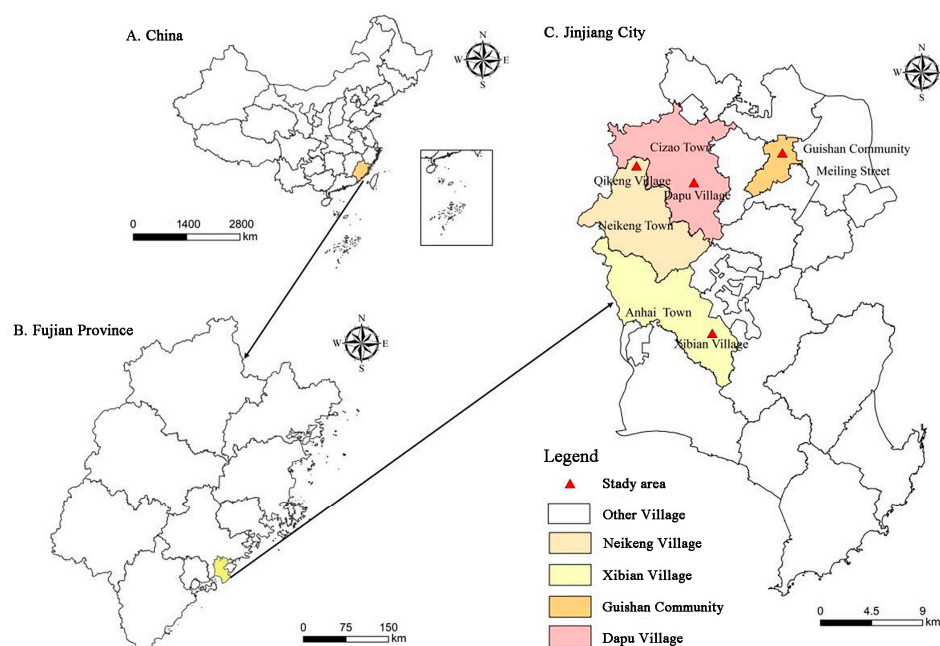 A. China
N
W E
S
0 1400 2800
km
B. Fujian Province
N
W E
S
0 75 150
km
C. Jinjiang City
N
W E
S
Cizao Town
Guishan Community
Meiling Street
Qikeng Village
Dapu Village
Neikeng Town
Anhai Town
Xibian Village
Legend
Stady area
Other Village
Neikeng Village
Xibian Village
Guishan Community
Dapu Village
0 4.5 9
km